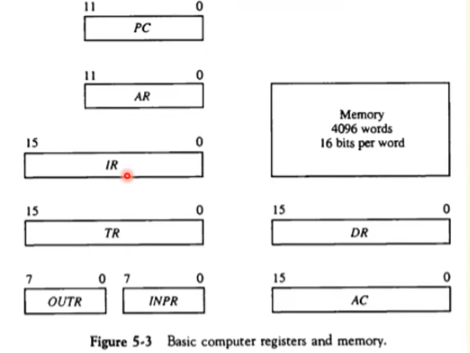 11 0
PC
11 0
AR
Memory
4096 words
16 bits per word
15 0
IR
15 0
TR
15 0
DR
7 0
OUTR
7 0
INPR
15 0
AC
Figure 5-3 Basic computer registers and memory.